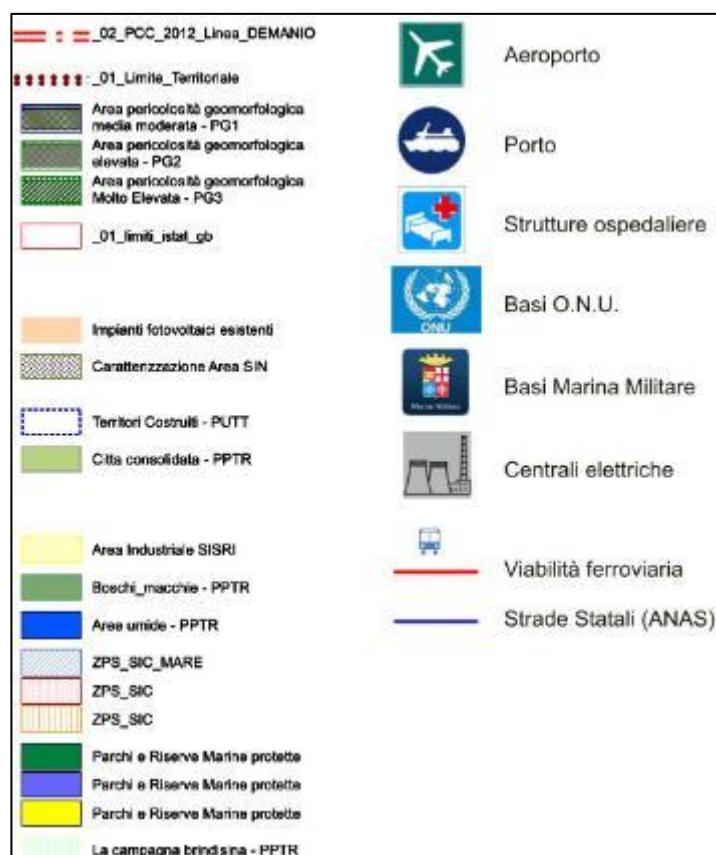 _02_PCC_2012_Linea_DEMANIO
_01_Limite_Territoriale
Area pericolosità geomorfologica
media moderata - PG1
Area pericolosità geomorfologica
elevata - PG2
Area pericolosità geomorfologica
Molto Elevata - PG3
_01_limiti_istat_gb
Impianti fotovoltaici esistenti
Caratterizzazione Area SIN
Territori Costruiti - PUTT
Citta consolidata - PPTR
Area Industriale SISRI
Boschi_macchie - PPTR
Aree umide - PPTR
ZPS_SIC_MARE
ZPS_SIC
ZPS_SIC
Parchi e Riserve Marine protette
Parchi e Riserve Marine protette
Parchi e Riserve Marine protette
La campagna brindisina - PPTR
Aeroporto
Porto
Strutture ospedaliere
ONU
Basi O.N.U.
Marina Militare
Basi Marina Militare
Centrali elettriche
Viabilità ferroviaria
Strade Statali (ANAS)